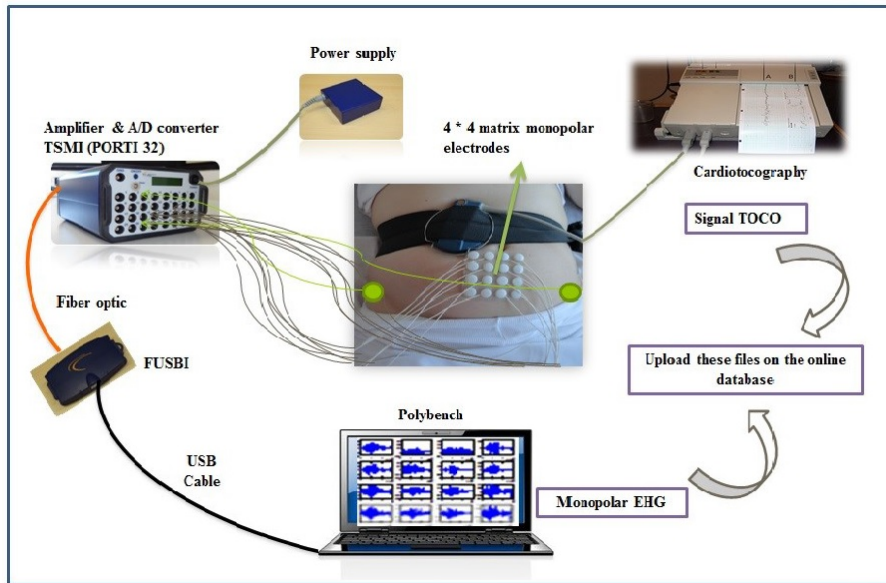 Power supply
Amplifier & A/D converter
TSMI (PORTI 32)
4 * 4 matrix monopolar
electrodes
A B
Cardiotocography
Signal TOCO
Fiber optic
FUSBI
Upload these files on the online
database
Polybench
USB
Cable
Monopolar EHG